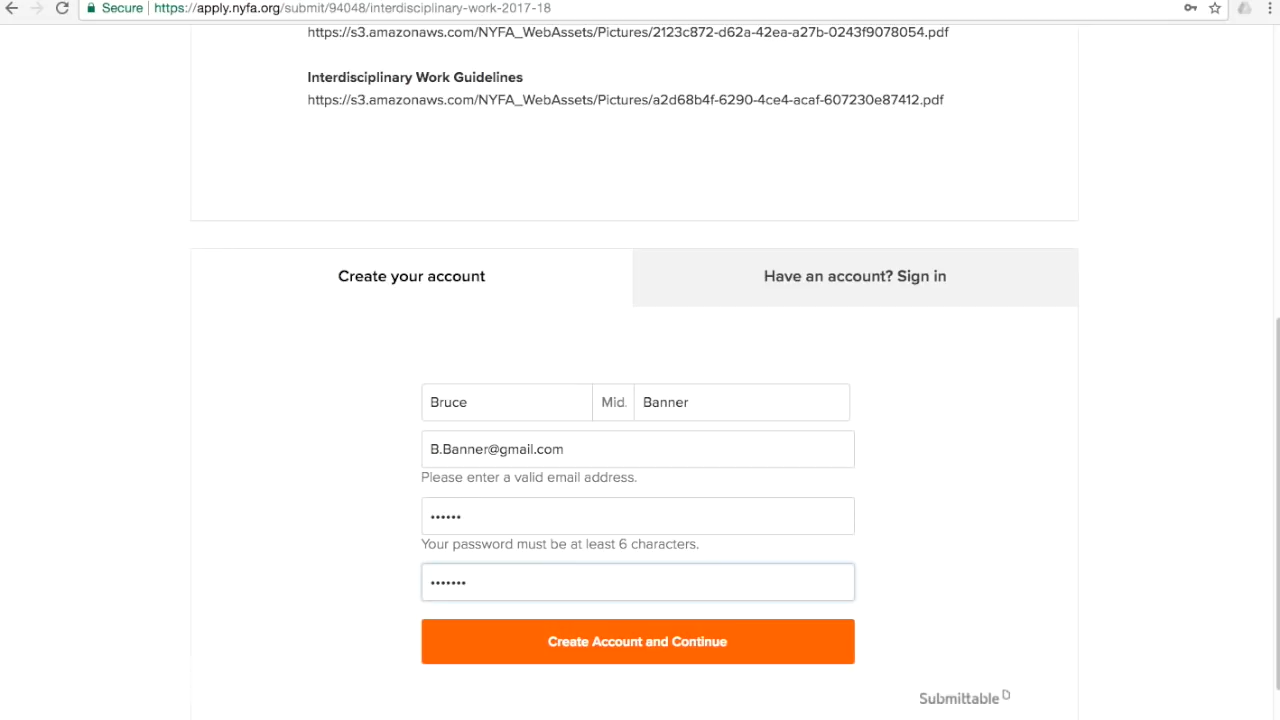 Secure
https://apply.nyfa.org/submit/94048/interdisciplinary-work-2017-18
https://s3.amazonaws.com/NYFA_WebAssets/Pictures/2123c872-d62a-42ea-a27b-0243f9078054.pdf
Interdisciplinary Work Guidelines
https://s3.amazonaws.com/NYFA_WebAssets/Pictures/a2d68b4f-6290-4ce4-acaf-607230e87412.pdf
Create your account
Have an account? Sign in
Bruce
Mid.
Banner
B.Banner@gmail.com
Please enter a valid email address.
••••••
Your password must be at least 6 characters.
•••••••
Create Account and Continue
Submittable